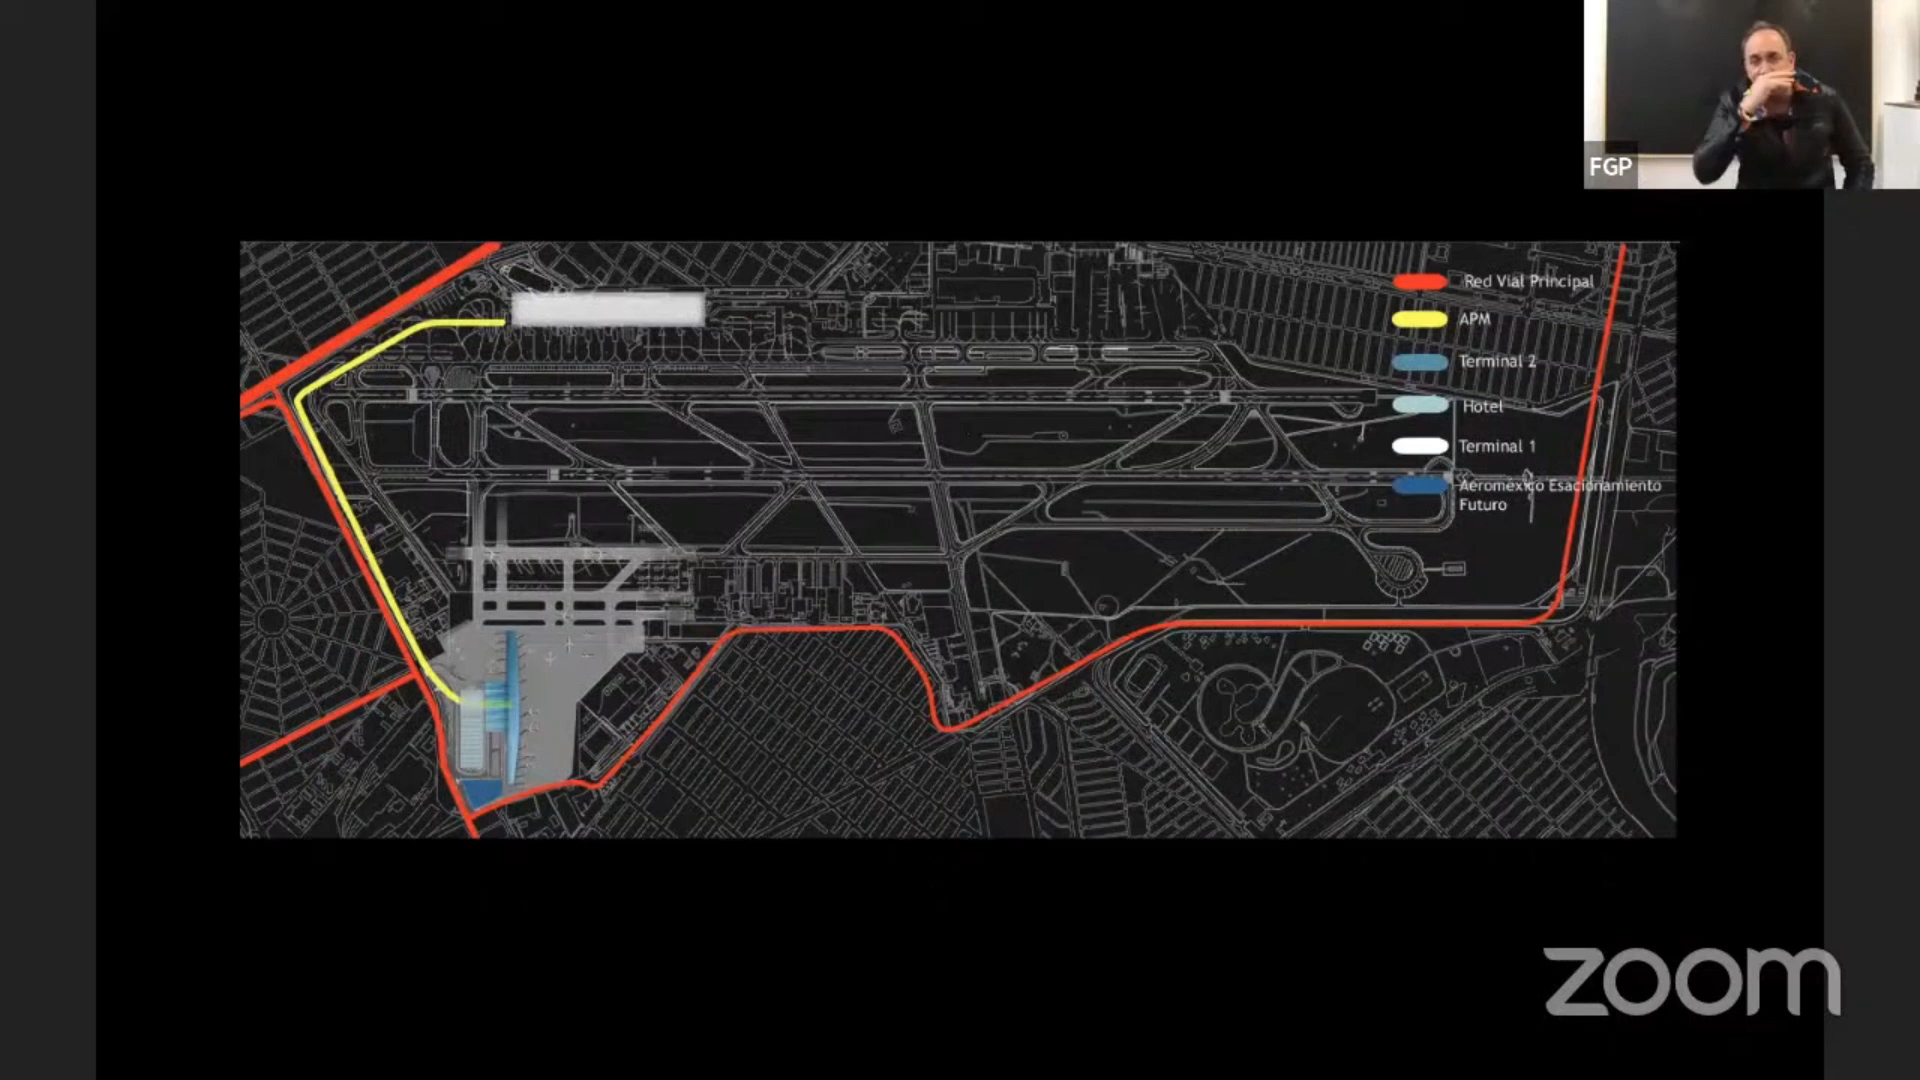 FGP
Red Vial Principal
APM
Terminal 2
Hotel
Terminal 1
Aeromexico Esacionamiento
Futuro
zoom